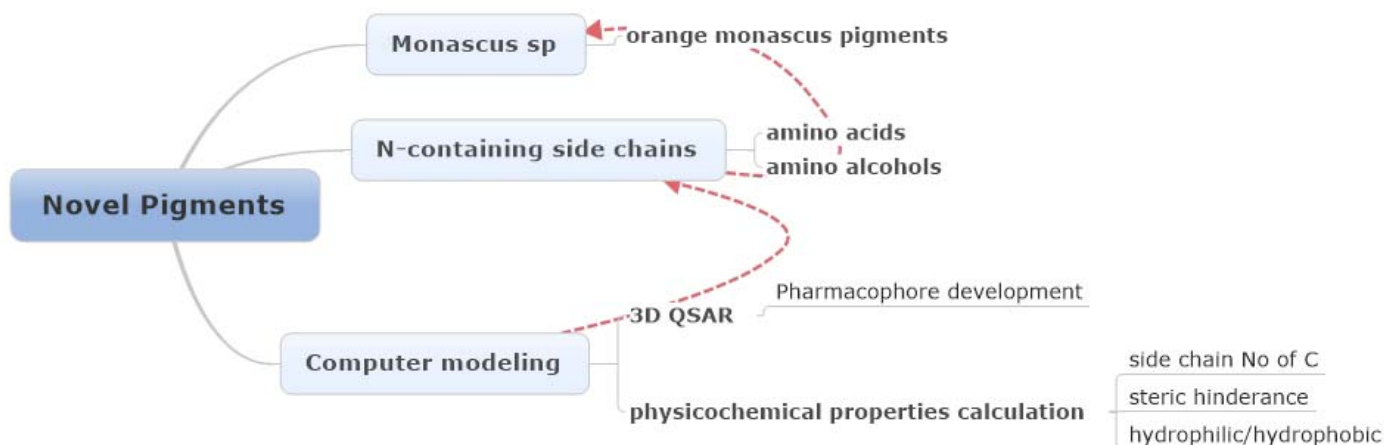 Monascus sp
orange monascus pigments
N-containing side chains
amino acids
amino alcohols
Novel Pigments
Pharmacophore development
3D QSAR
Computer modeling
side chain No of C
steric hinderance
physicochemical properties calculation
hydrophilic/hydrophobic